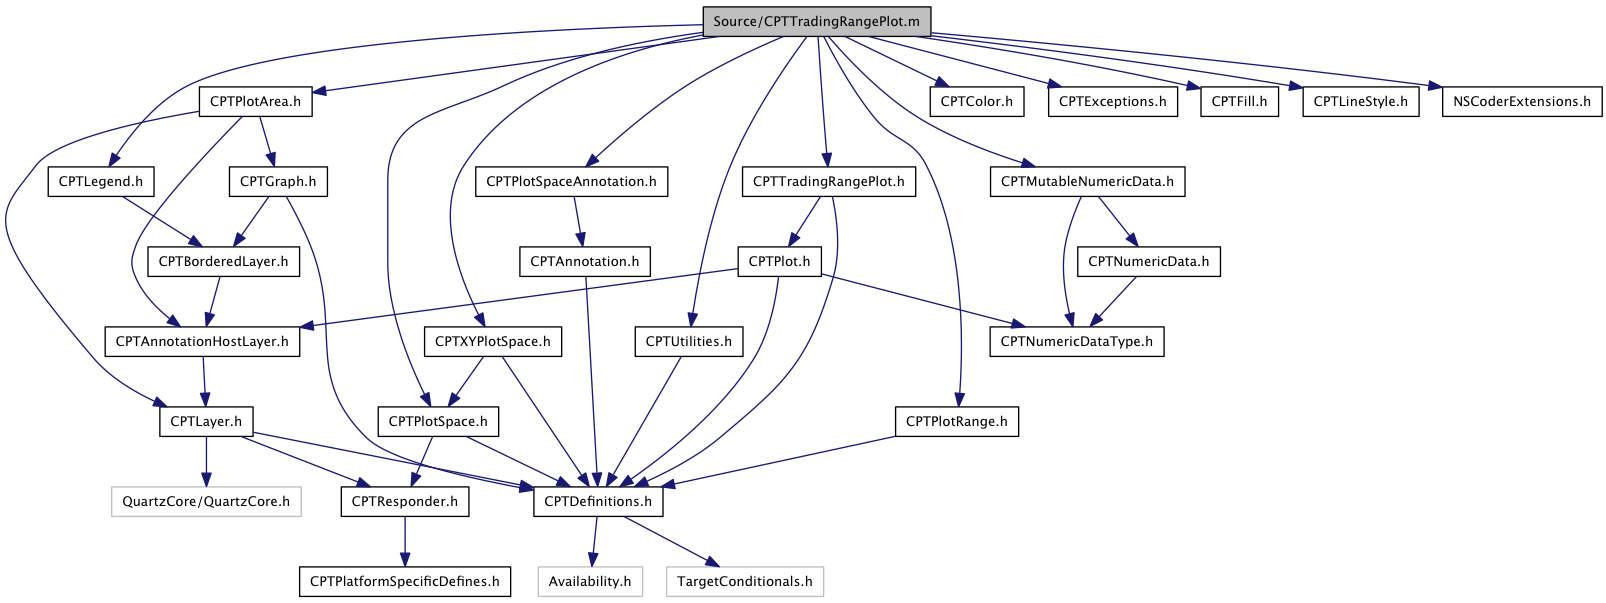 Source/CPTTradingRangePlot.m
CPTPlotArea.h
CPTColor.h
CPTExceptions.h
CPTFill.h
CPTLineStyle.h
NSCoderExtensions.h
CPTLegend.h
CPTGraph.h
CPTPlotSpaceAnnotation.h
CPTTradingRangePlot.h
CPTMutableNumericData.h
CPTBorderedLayer.h
CPTAnnotation.h
CPTPlot.h
CPTNumericData.h
CPTAnnotationHostLayer.h
CPTXYPlotSpace.h
CPTUtilities.h
CPTNumericDataType.h
CPTLayer.h
CPTPlotSpace.h
CPTPlotRange.h
QuartzCore/QuartzCore.h
CPTResponder.h
CPTDefinitions.h
CPTPlatformSpecificDefines.h
Availability.h
TargetConditionals.h